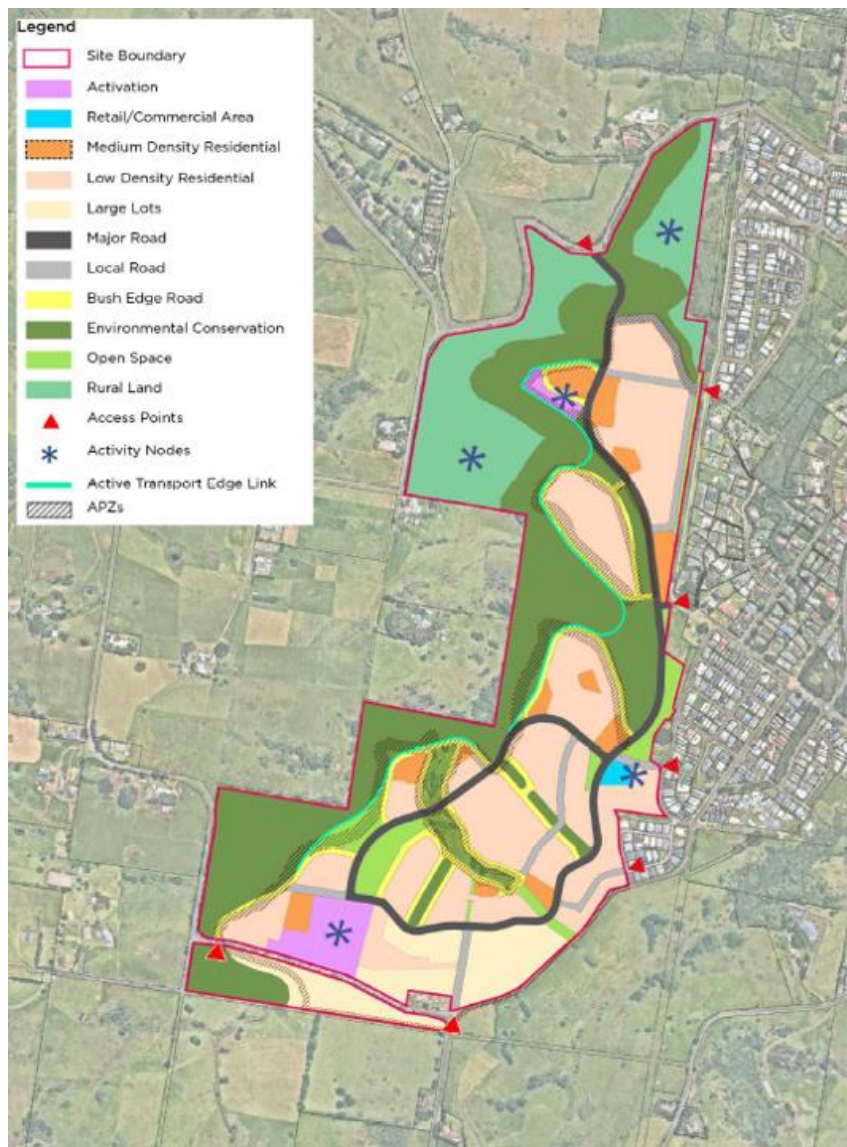 Legend
Site Boundary
Activation
Retail/Commercial Area
Medium Density Residential
Low Density Residential
Large Lots
Major Road
Local Road
Bush Edge Road
Environmental Conservation
Open Space
Rural Land
Access Points
Activity Nodes
Active Transport Edge Link
APZs